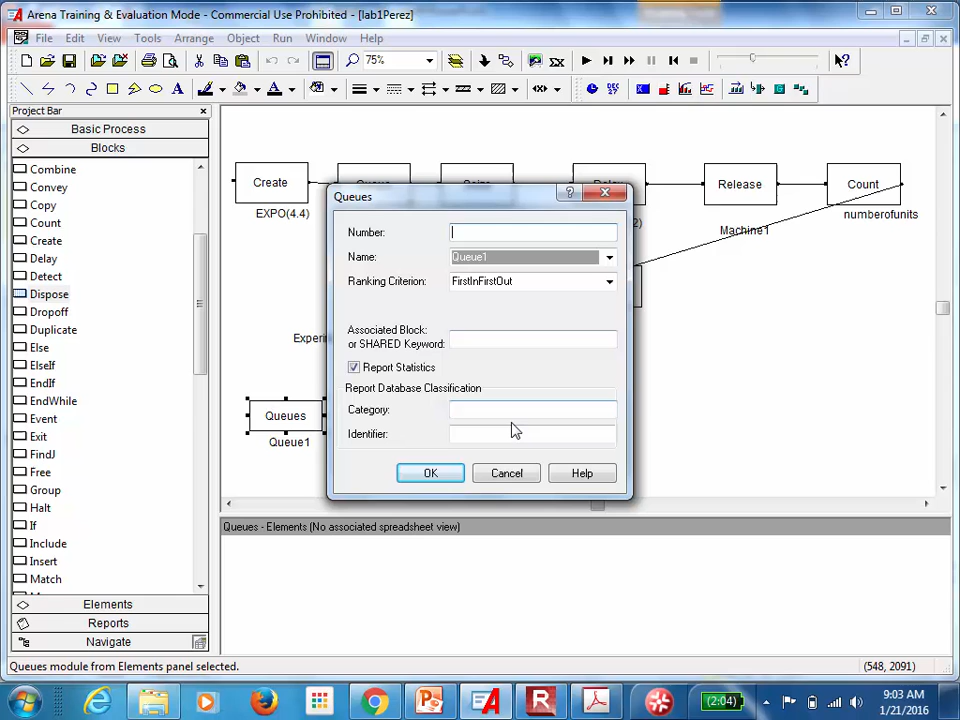 Arena Training & Evaluation Mode - Commercial Use Prohibited - [lab1Perez]
File Edit View Tools Arrange Object Run Window Help
75%
Project Bar
Basic Process
Blocks
Combine
Convey
Copy
Count
Create
Delay
Detect
Dispose
Dropoff
Duplicate
Else
ElseIf
EndIf
EndWhile
Event
Exit
FindJ
Free
Group
Halt
If
Include
Insert
Match
Elements
Reports
Navigate
Create
Release
Count
EXPO(4.4)
numberofunits
Machine1
Queues
Queue1
Queues
Number:
Name: Queue1
Ranking Criterion: FirstInFirstOut
Associated Block:
or SHARED Keyword:
Report Statistics
Report Database Classification
Category:
Identifier:
OK Cancel Help
Queues - Elements (No associated spreadsheet view)
Queues module from Elements panel selected.
(548, 2091)
(2:04)
9:03 AM
1/21/2016